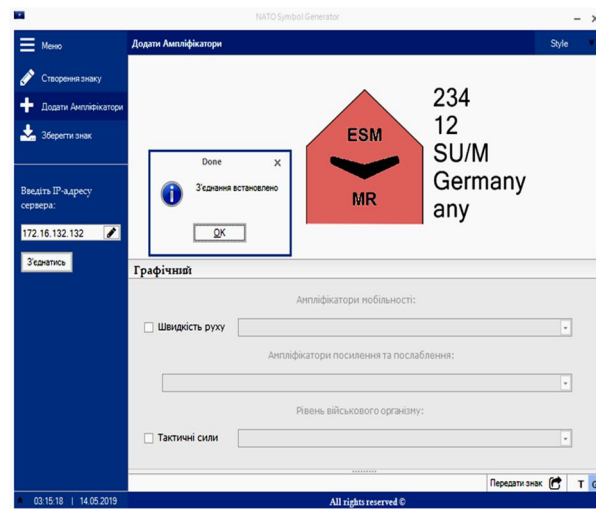 NATO Symbol Generator
Меню
Додати Ампліфікатори
Style
Створення знаку
Додати Ампліфікатори
Зберегти знак
Введіть IP-адресу
сервера:
172.16.132.132
З'єднатись
Done
З'єднання встановлено
OK
ESM
MR
234
12
SU/M
Germany
any
Графічний
Ампліфікатори мобільності:
Швидкість руху
Ампліфікатори посилення та послаблення:
Рівень військового організму:
Тактичні сили
Передати знак
T
G
03:15:18 | 14.05.2019
All rights reserved ©